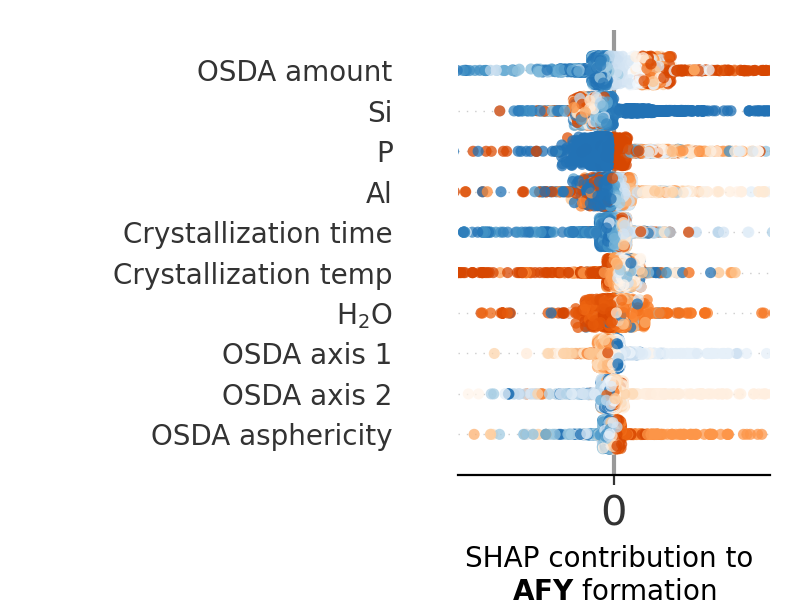 OSDA amount
Si
P
Al
Crystallization time
Crystallization temp
H₂O
OSDA axis 1
OSDA axis 2
OSDA asphericity
0
SHAP contribution to
AFY formation